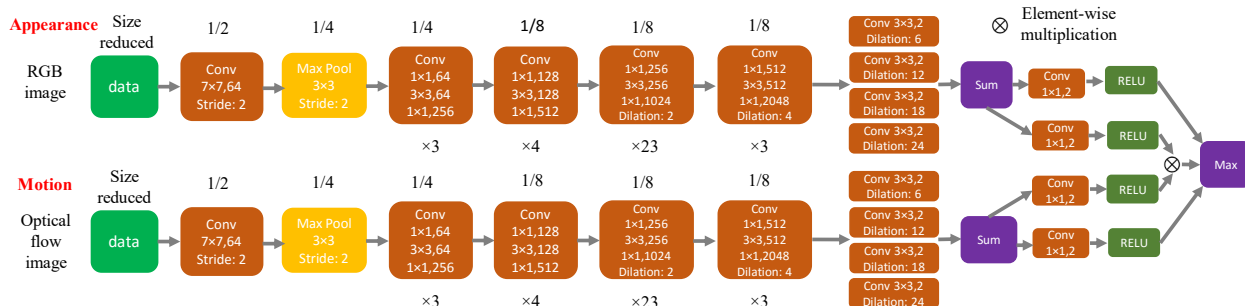 Appearance
Size
reduced
1/2
1/4
1/4
1/8
1/8
1/8
RGB
image
data
Conv
7×7,64
Stride: 2
Max Pool
3×3
Stride: 2
Conv
1×1,64
3×3,64
1×1,256
Conv
1×1,128
3×3,128
1×1,512
Conv
1×1,256
3×3,256
1×1,1024
Dilation: 2
Conv
1×1,512
3×3,512
1×1,2048
Dilation: 4
×3
×4
×23
×3
Conv 3×3,2
Dilation: 6
Conv 3×3,2
Dilation: 12
Conv 3×3,2
Dilation: 18
Conv 3×3,2
Dilation: 24
Sum
Conv
1×1,2
RELU
Conv
1×1,2
RELU
⊗
Element-wise
multiplication
Motion
Size
reduced
1/2
1/4
1/4
1/8
1/8
1/8
Optical
flow
image
data
Conv
7×7,64
Stride: 2
Max Pool
3×3
Stride: 2
Conv
1×1,64
3×3,64
1×1,256
Conv
1×1,128
3×3,128
1×1,512
Conv
1×1,256
3×3,256
1×1,1024
Dilation: 2
Conv
1×1,512
3×3,512
1×1,2048
Dilation: 4
×3
×4
×23
×3
Conv 3×3,2
Dilation: 6
Conv 3×3,2
Dilation: 12
Conv 3×3,2
Dilation: 18
Conv 3×3,2
Dilation: 24
Sum
Conv
1×1,2
RELU
Conv
1×1,2
RELU
⊗
Max